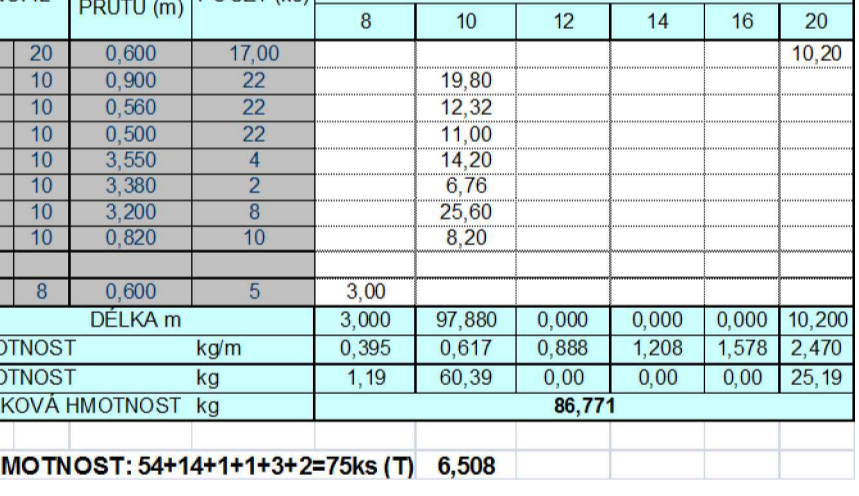 PRUTU (m)
8 10 12 14 16 20
20 0,600 17,00 10,20
10 0,900 22 19,80
10 0,560 22 12,32
10 0,500 22 11,00
10 3,550 4 14,20
10 3,380 2 6,76
10 3,200 8 25,60
10 0,820 10 8,20
8 0,600 5 3,00
DÉLKA m 3,000 97,880 0,000 0,000 0,000 10,200
OTNOST kg/m 0,395 0,617 0,888 1,208 1,578 2,470
OTNOST kg 1,19 60,39 0,00 0,00 0,00 25,19
KOVÁ HMOTNOST kg 86,771
MOTNOST: 54+14+1+1+3+2=75ks (T) 6,508